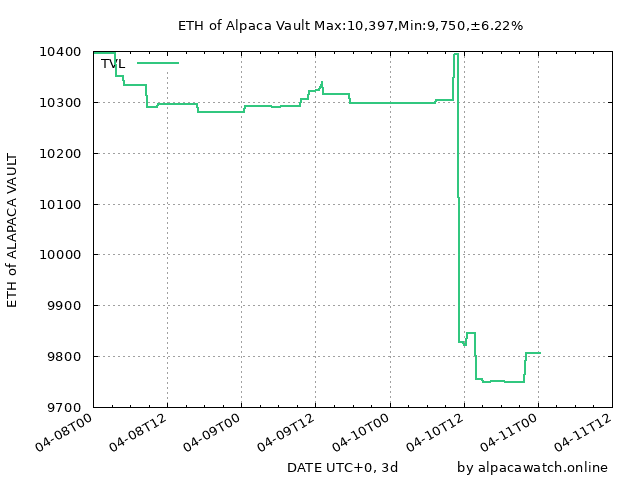 ETH of Alpaca Vault Max:10,397,Min:9,750,±6.22%
TVL
10400
10300
10200
10100
10000
9900
9800
9700
ETH of ALAPACA VAULT
04-08T00
04-08T12
04-09T00
04-09T12
04-10T00
04-10T12
04-11T00
04-11T12
DATE UTC+0, 3d
by alpacawatch.online